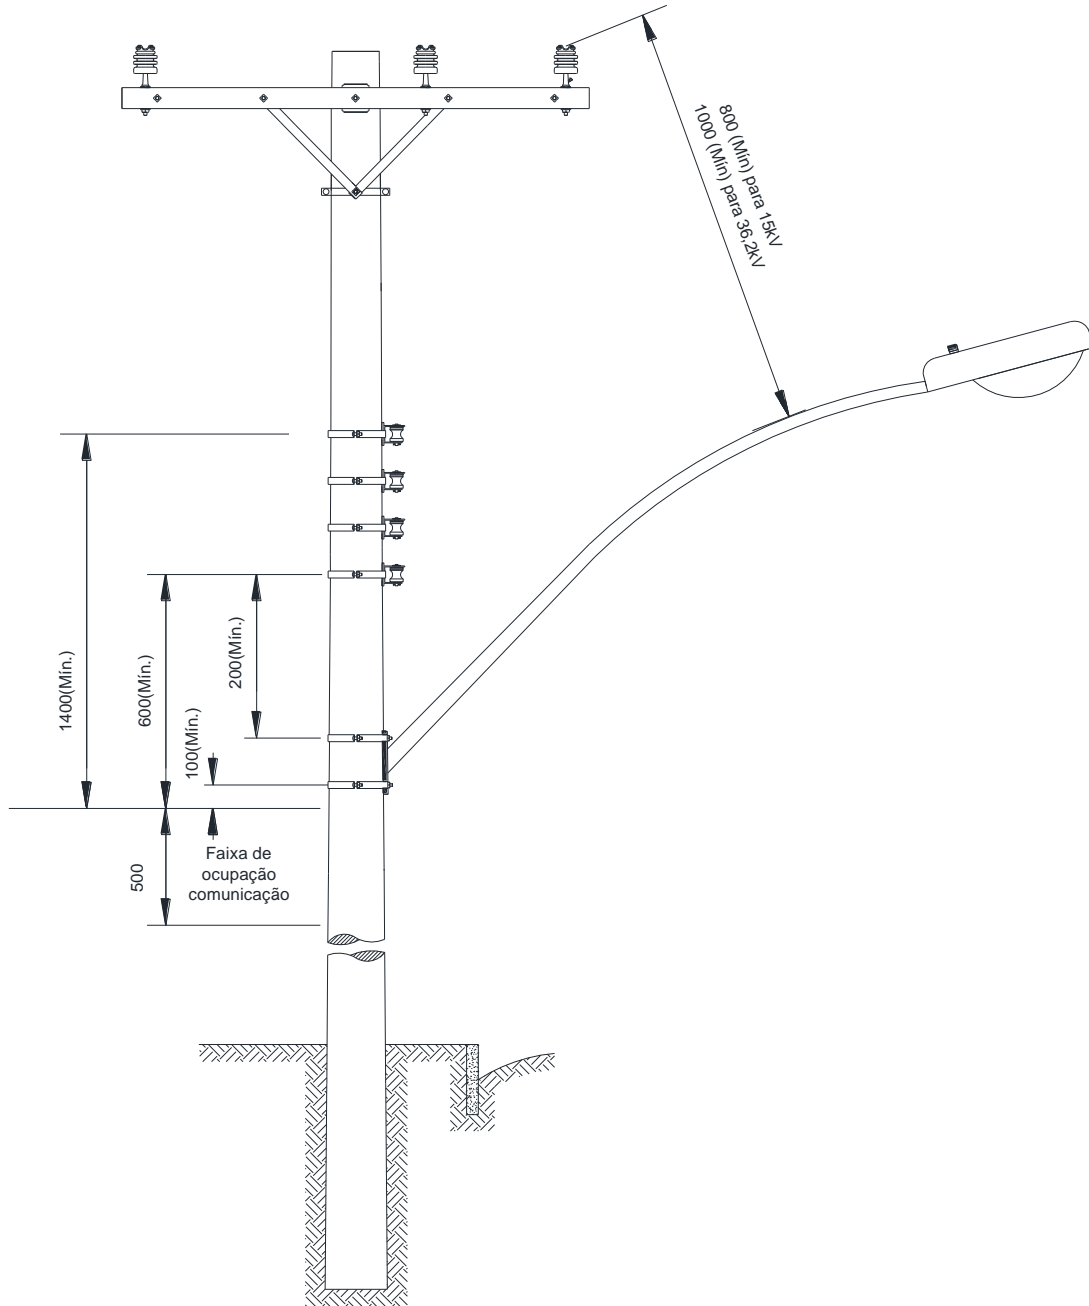 800 (Mín) para 15kV
1000 (Mín) para 36,2kV
1400(Mín.)
600(Mín.)
200(Mín.)
100(Mín.)
500
Faixa de
ocupação
comunicação